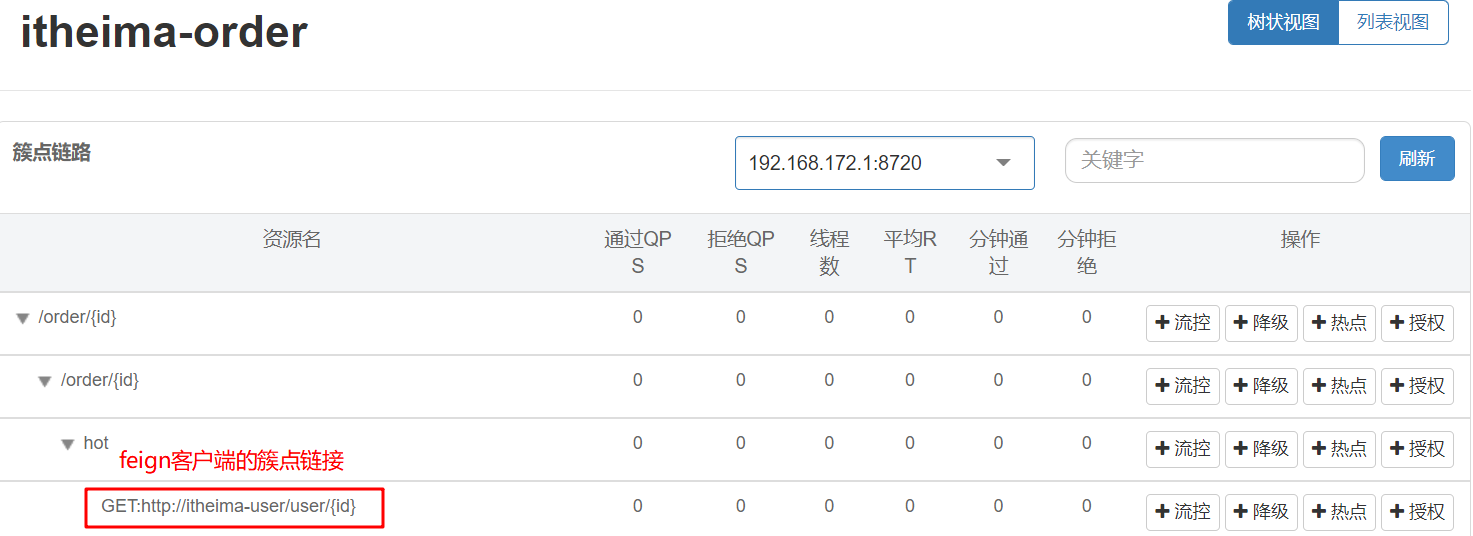 itheima-order
树状视图 列表视图
簇点链路 192.168.172.1:8720 关键字 刷新
资源名 通过QP 拒绝QP 线程 平均R 分钟通 分钟拒 操作
S S 数 T 过 绝
/order/{id} 0 0 0 0 0 0 流控 降级 热点 授权
/order/{id} 0 0 0 0 0 0 流控 降级 热点 授权
hot 0 0 0 0 0 0 流控 降级 热点 授权
feign客户端的簇点链接
GET:http://itheima-user/user/{id} 0 0 0 0 0 0 流控 降级 热点 授权